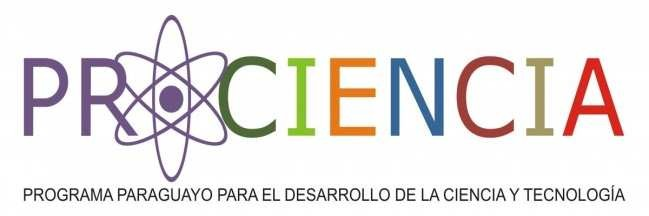 PROCIENCIA
PROGRAMA PARAGUAYO PARA EL DESARROLLO DE LA CIENCIA Y TECNOLOGÍA